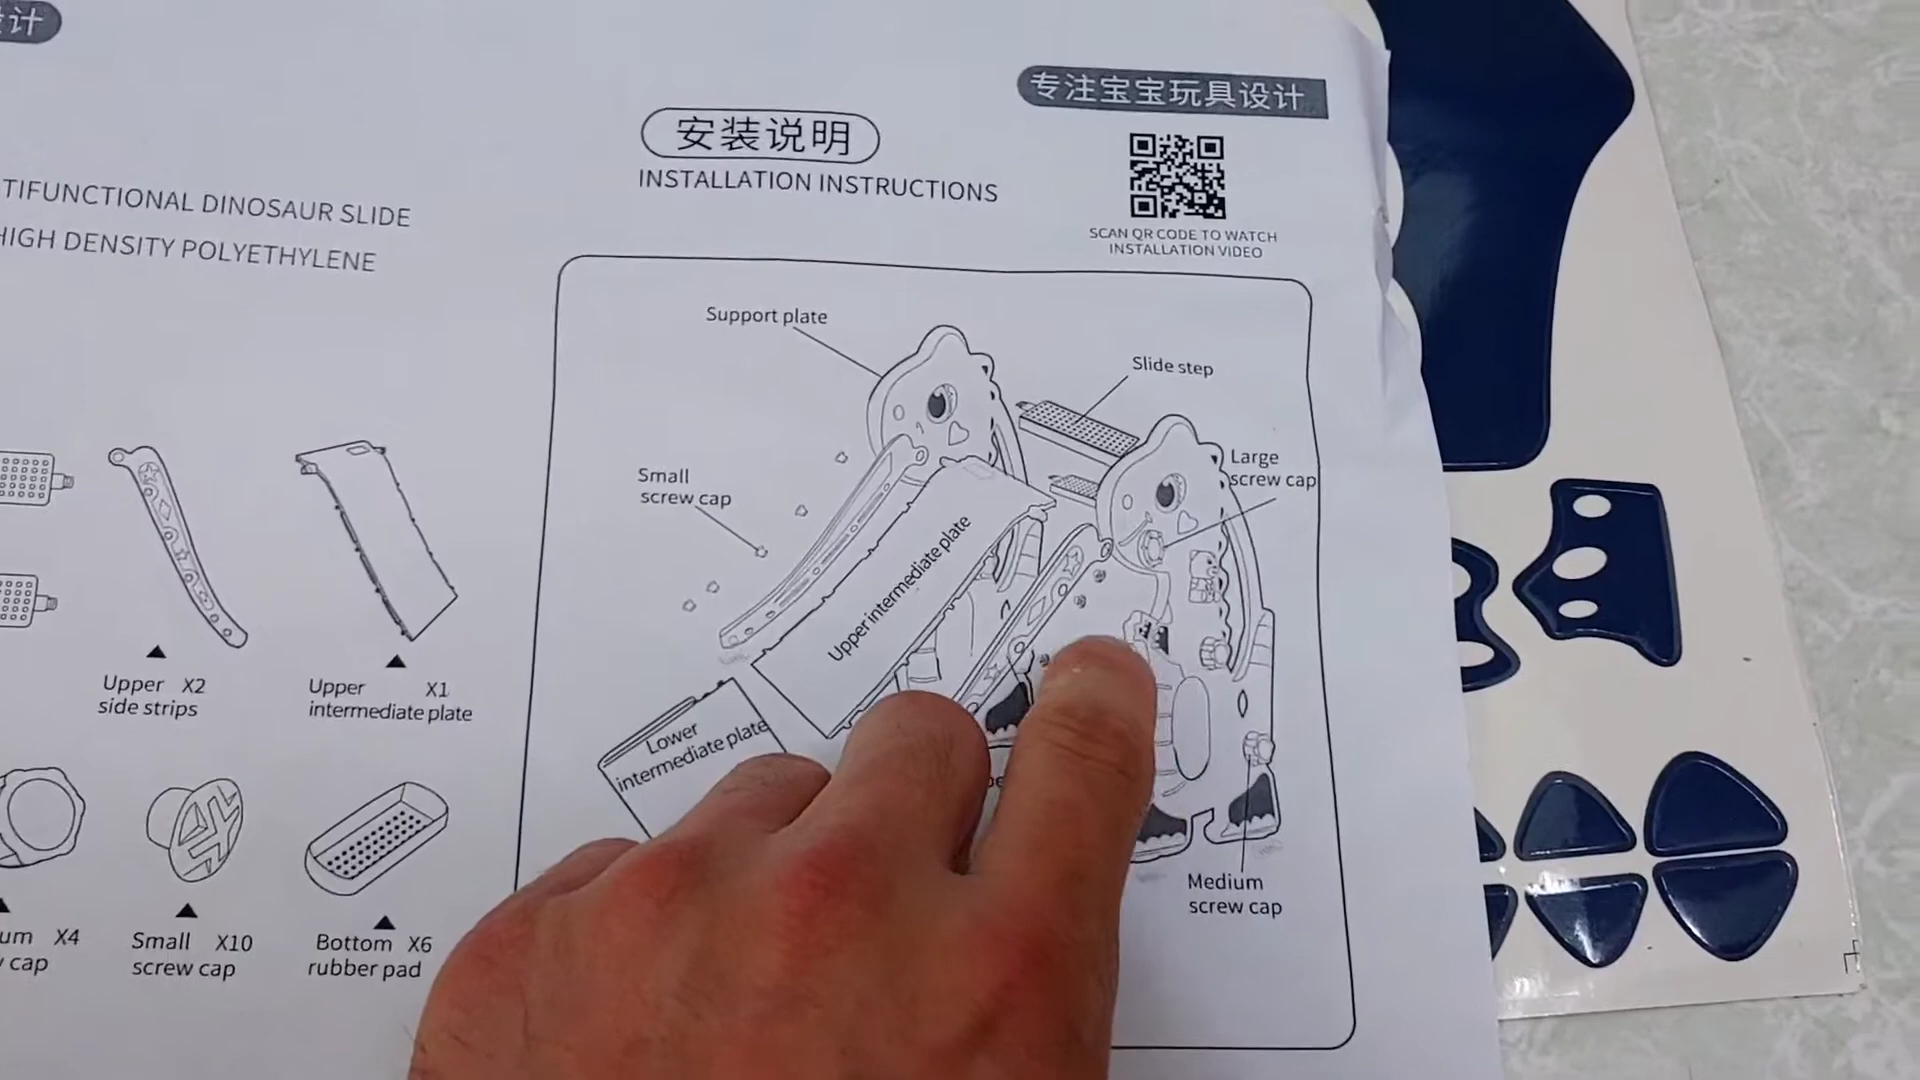 计
专注宝宝玩具设计
安装说明
INSTALLATION INSTRUCTIONS
SCAN QR CODE TO WATCH
INSTALLATION VIDEO
TIFUNCTIONAL DINOSAUR SLIDE
HIGH DENSITY POLYETHYLENE
Support plate
Slide step
Large
screw cap
Small
screw cap
Upper intermediate plate
Lower
intermediate plate
Medium
screw cap
Upper X2
side strips
Upper X1
intermediate plate
um X4
cap
Small X10
screw cap
Bottom X6
rubber pad